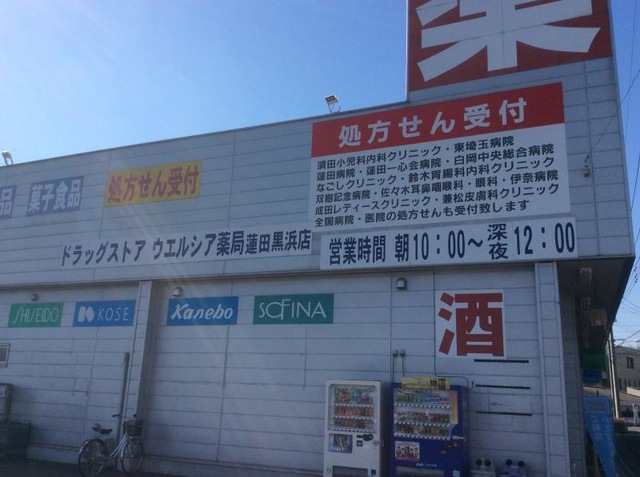 薬
処方せん受付
須田小児科内科クリニック・東埼玉病院
蓮田病院・蓮田一心会病院・白岡中央総合病院
なごしクリニック・鈴木胃腸科内科クリニック
双樹記念病院・佐々木耳鼻咽喉科・眼科・伊奈病院
成田レディースクリニック・兼松皮膚科クリニック
全国病院・医院の処方せんも受付致します
営業時間 朝10:00～深夜12:00
品
菓子食品
処方せん受付
ドラッグストア ウエルシア薬局蓮田黒浜店
SHISEIDO
KOSE
Kanebo
SOFINA
酒